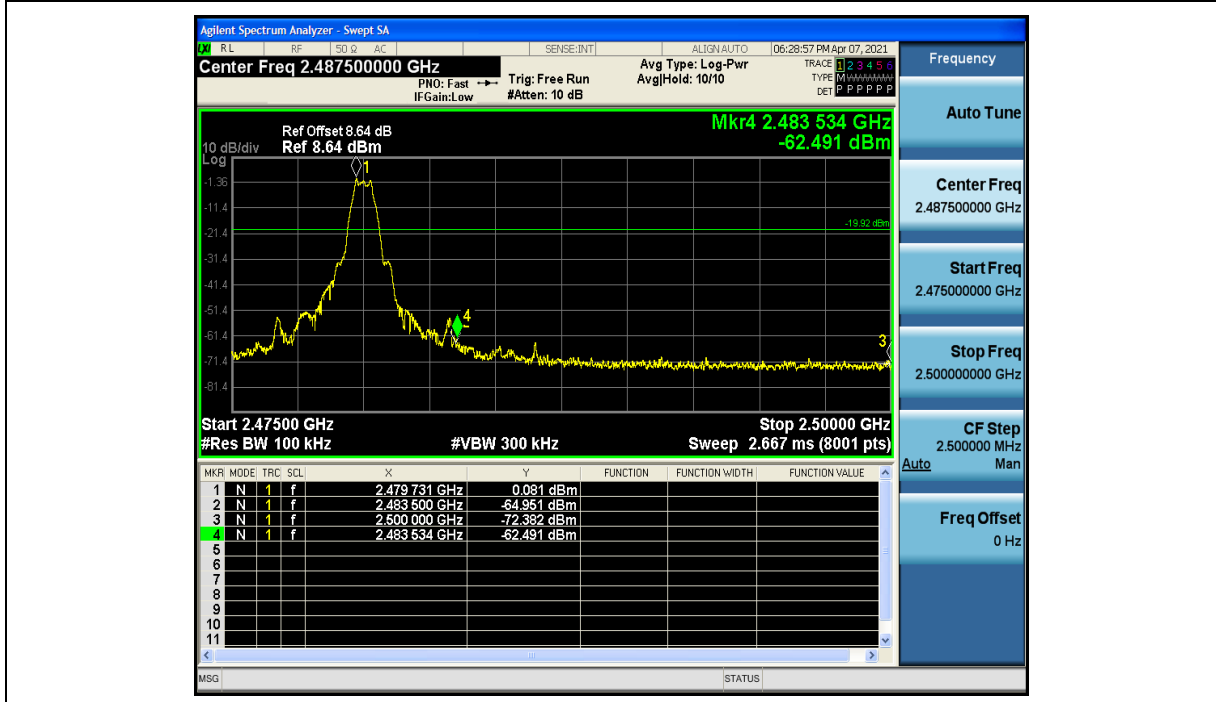 Agilent Spectrum Analyzer - Swept SA
LXI RL RF 50 Ω AC SENSE:INT ALIGN AUTO 06:28:57 PM Apr 07, 2021
Center Freq 2.487500000 GHz
PNO: Fast
IFGain:Low
Trig: Free Run
#Atten: 10 dB
Avg Type: Log-Pwr
Avg|Hold: 10/10
TRACE 1 2 3 4 5 6
TYPE MWWWWW
DET P P P P P P
Frequency
Auto Tune
Center Freq
2.487500000 GHz
Start Freq
2.475000000 GHz
Stop Freq
2.500000000 GHz
CF Step
2.500000 MHz
Auto Man
Freq Offset
0 Hz
Mkr4 2.483 534 GHz
-62.491 dBm
Ref Offset 8.64 dB
10 dB/div Ref 8.64 dBm
Log
1
-1.36
-11.4
-19.92 dBm
-21.4
-31.4
-41.4
-51.4
4
-61.4
3
-71.4
-81.4
Start 2.47500 GHz Stop 2.50000 GHz
#Res BW 100 kHz #VBW 300 kHz Sweep 2.667 ms (8001 pts)
MKR MODE TRC SCL X Y FUNCTION FUNCTION WIDTH FUNCTION VALUE
1 N 1 f 2.479 731 GHz 0.081 dBm
2 N 1 f 2.483 500 GHz -64.951 dBm
3 N 1 f 2.500 000 GHz -72.382 dBm
4 N 1 f 2.483 534 GHz -62.491 dBm
5
6
7
8
9
10
11
MSG STATUS